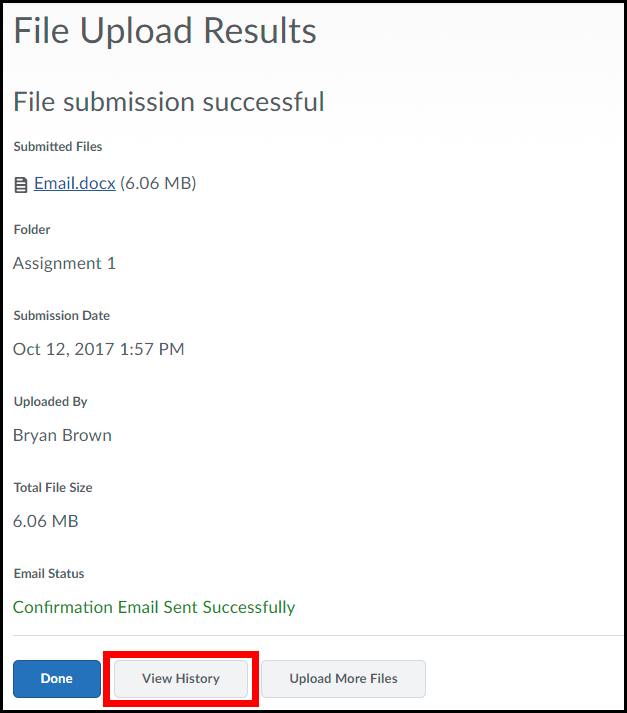 File Upload Results
File submission successful
Submitted Files
Email.docx (6.06 MB)
Folder
Assignment 1
Submission Date
Oct 12, 2017 1:57 PM
Uploaded By
Bryan Brown
Total File Size
6.06 MB
Email Status
Confirmation Email Sent Successfully
Done View History Upload More Files